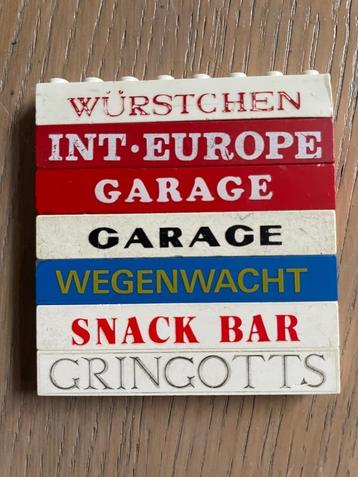 WÜRSTCHEN
INT·EUROPE
GARAGE
GARAGE
WEGENWACHT
SNACK BAR
GRINGOTTS